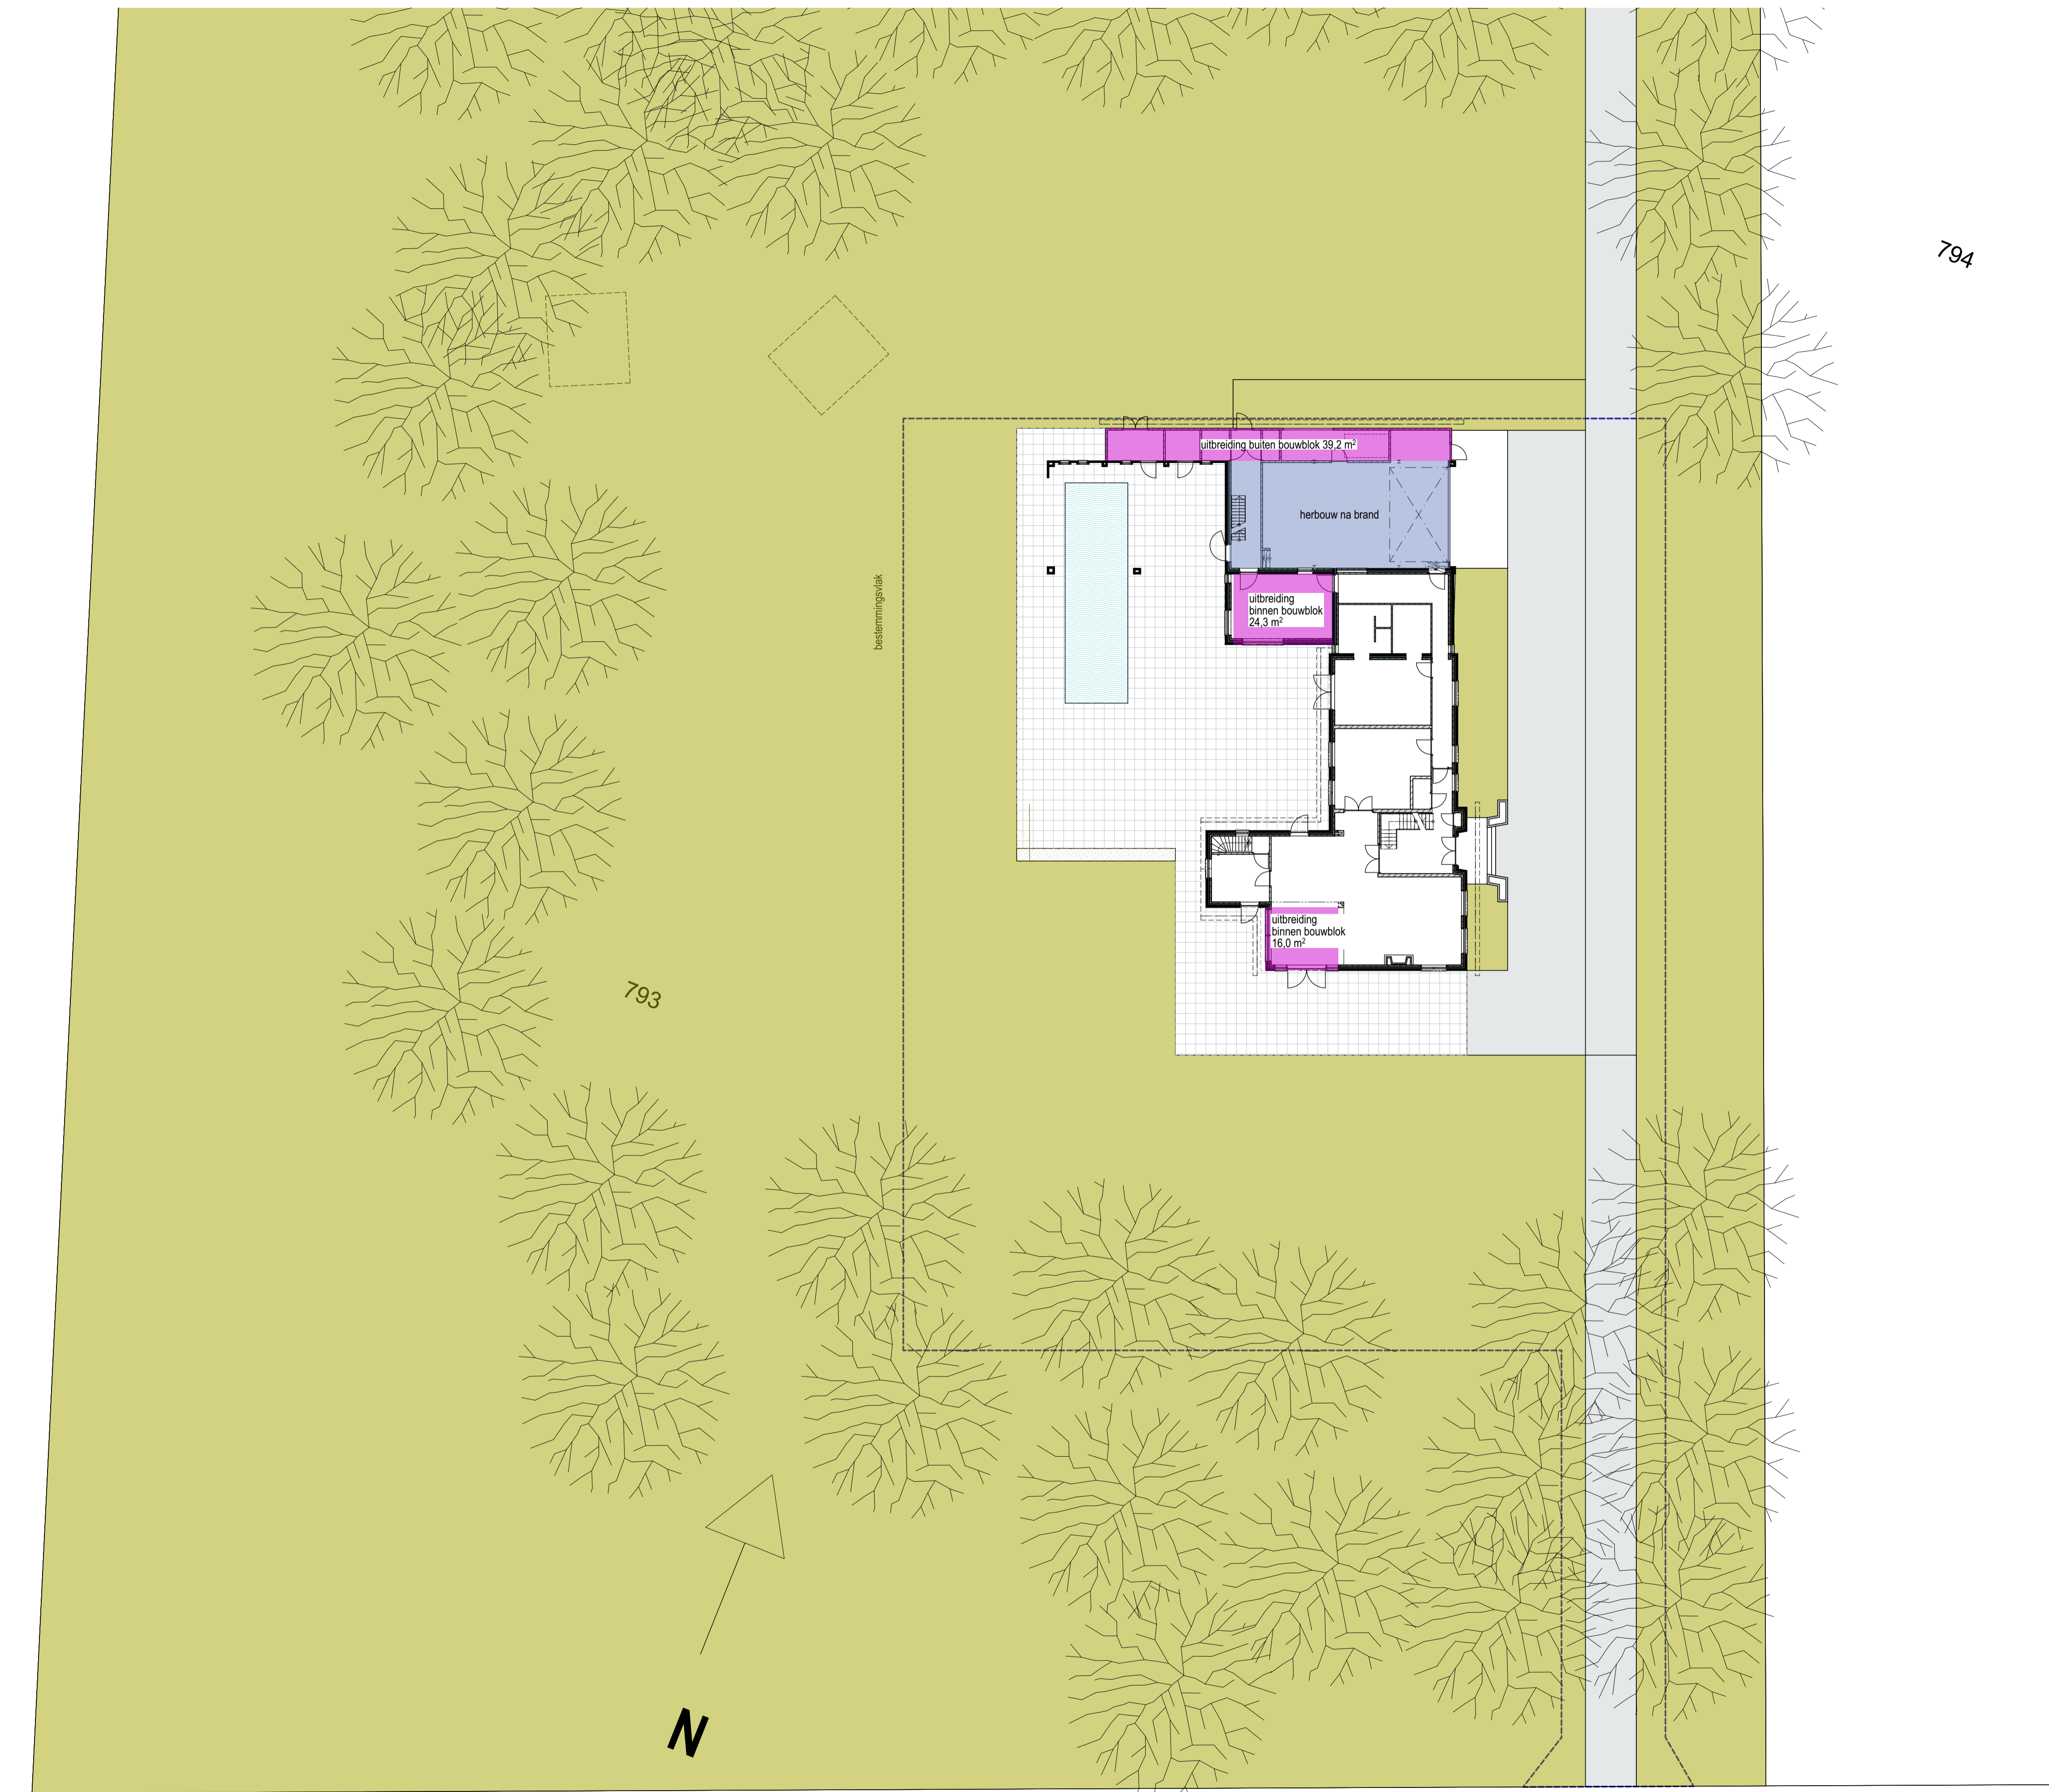 794
uitbreiding buiten bouwblok 39,2 m²
herbouw na brand
bestemmingsvlak
uitbreiding
binnen bouwblok
24,3 m²
uitbreiding
binnen bouwblok
16,0 m²
793
N